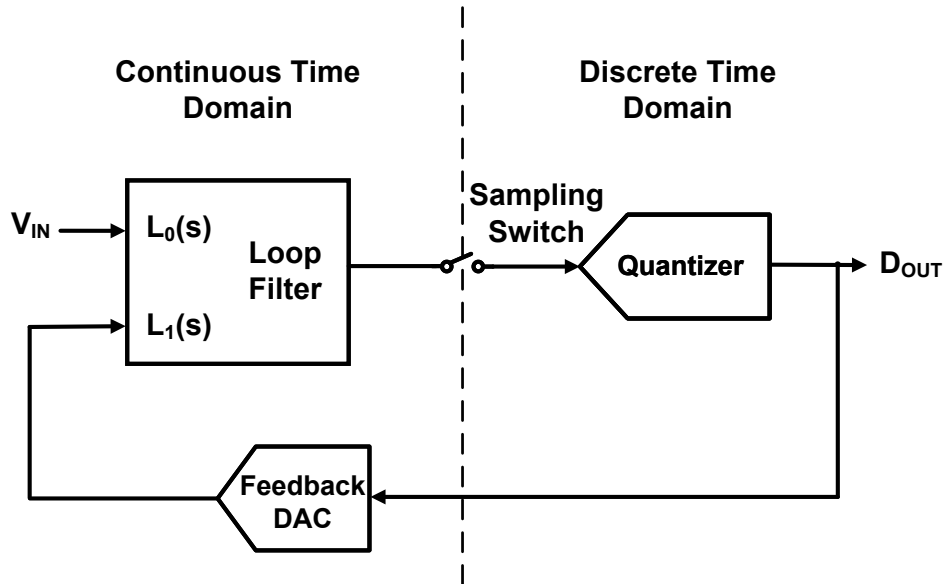 Continuous Time
Domain
Discrete Time
Domain
Sampling
Switch
V_IN
L_0(s)
Loop
Filter
L_1(s)
Quantizer
D_OUT
Feedback
DAC